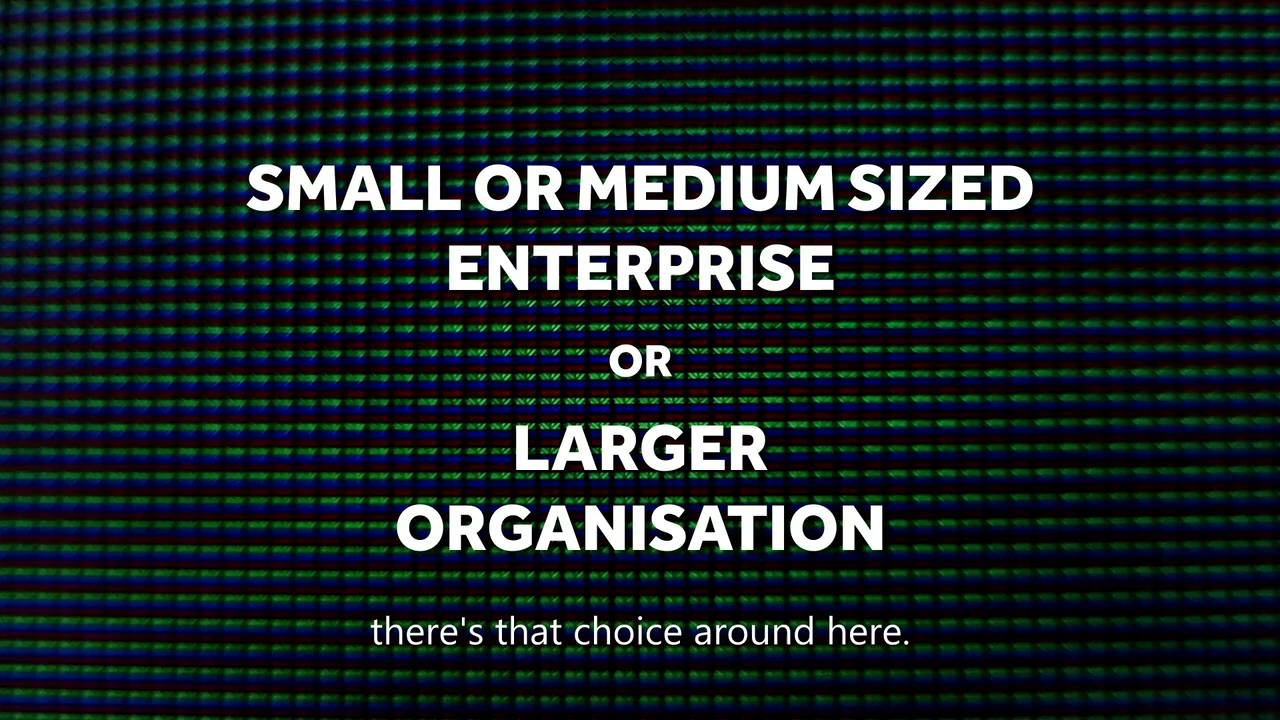 SMALL OR MEDIUM SIZED
ENTERPRISE
OR
LARGER
ORGANISATION
there's that choice around here.